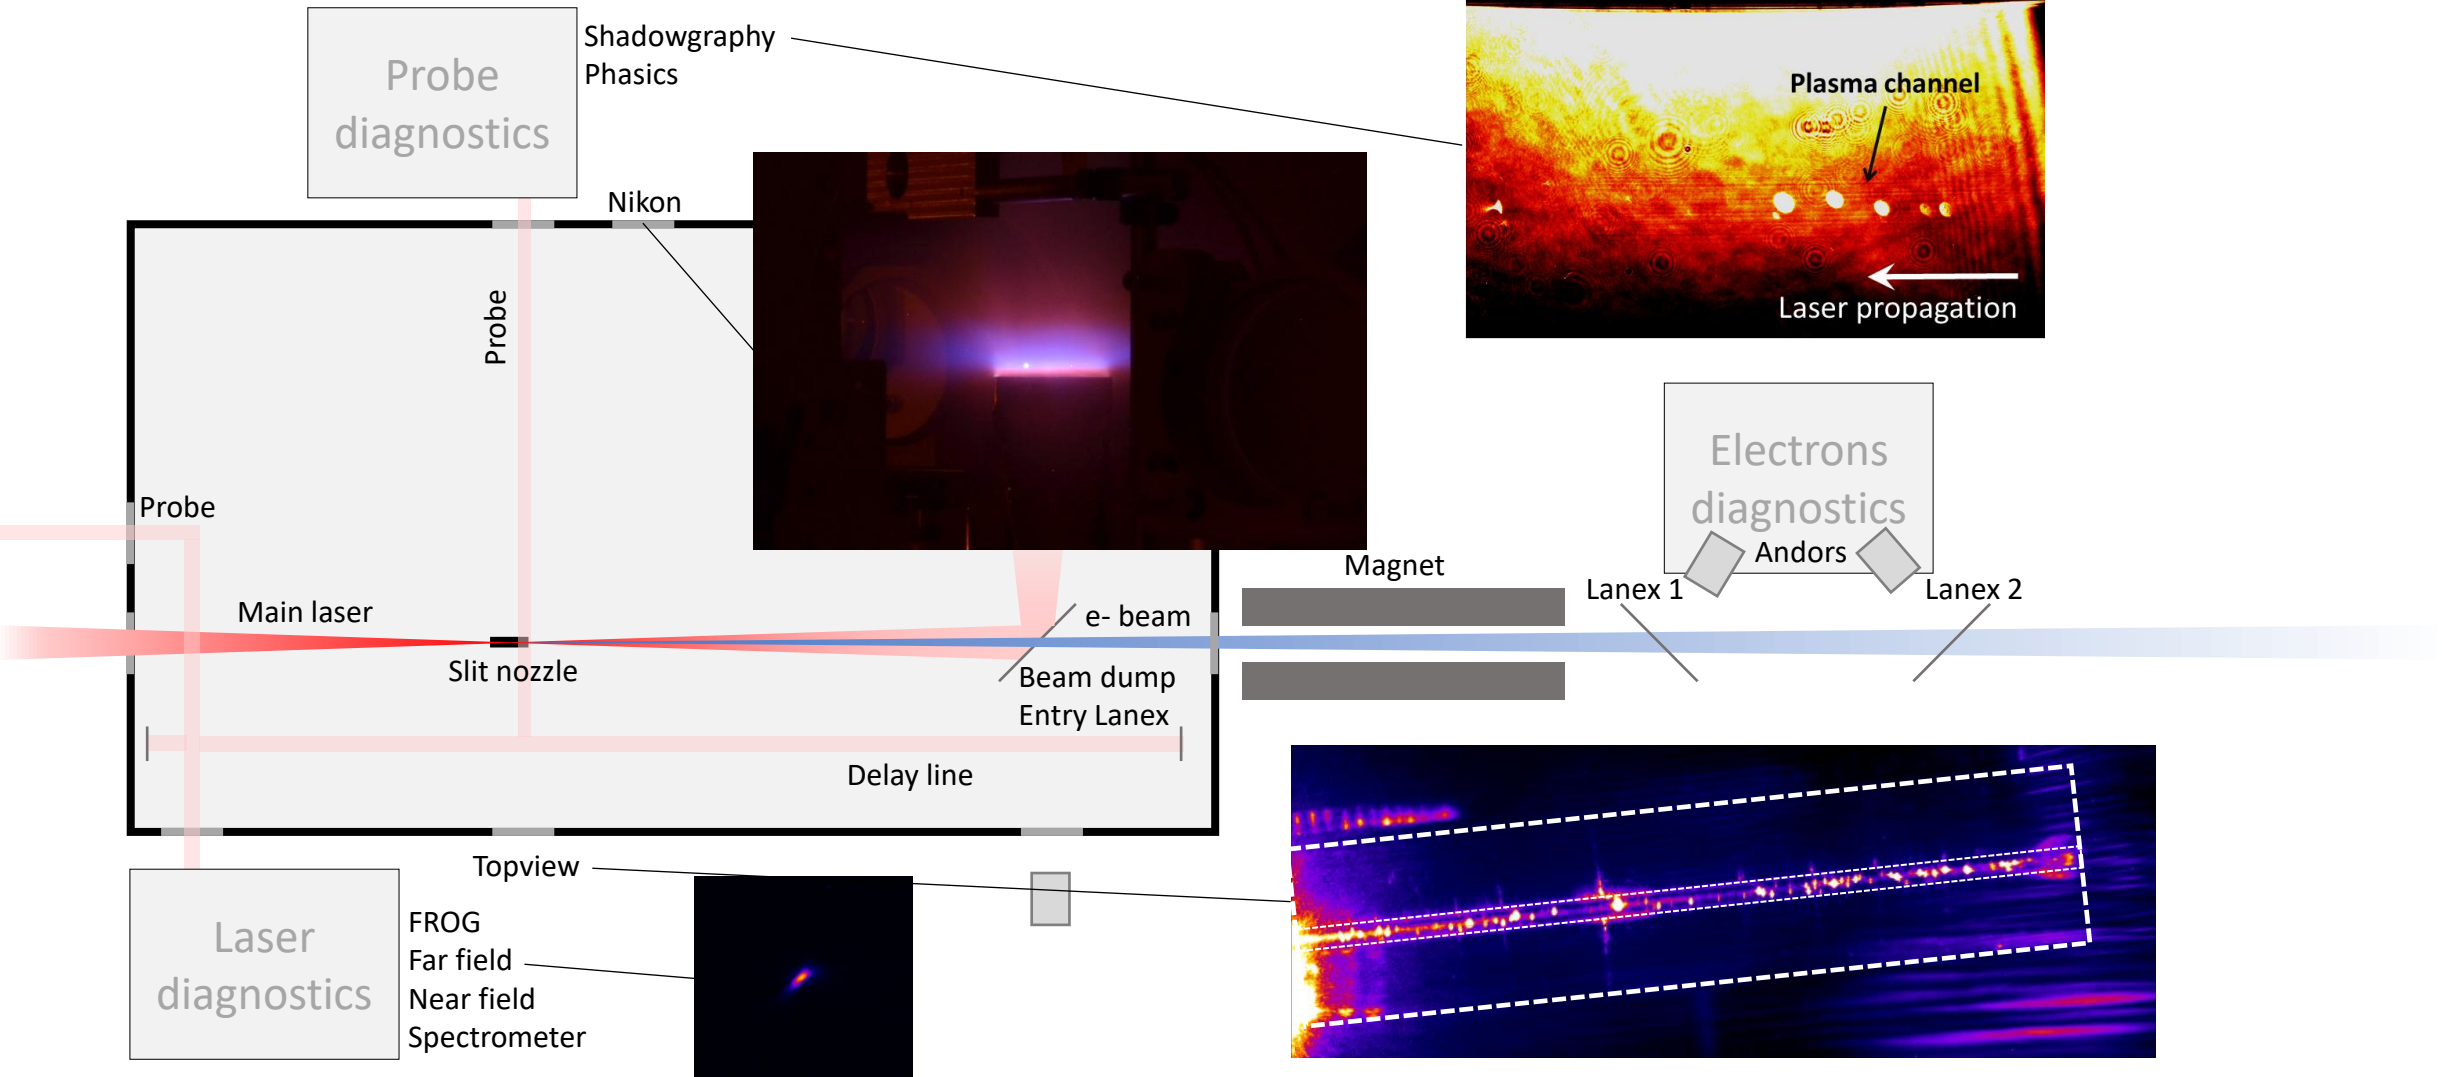 Probe
diagnostics
Shadowgraphy
Phasics
Plasma channel
Laser propagation
Nikon
Probe
Probe
Main laser
Slit nozzle
e- beam
Beam dump
Entry Lanex
Delay line
Magnet
Electrons
diagnostics
Andors
Lanex 1
Lanex 2
Topview
Laser
diagnostics
FROG
Far field
Near field
Spectrometer